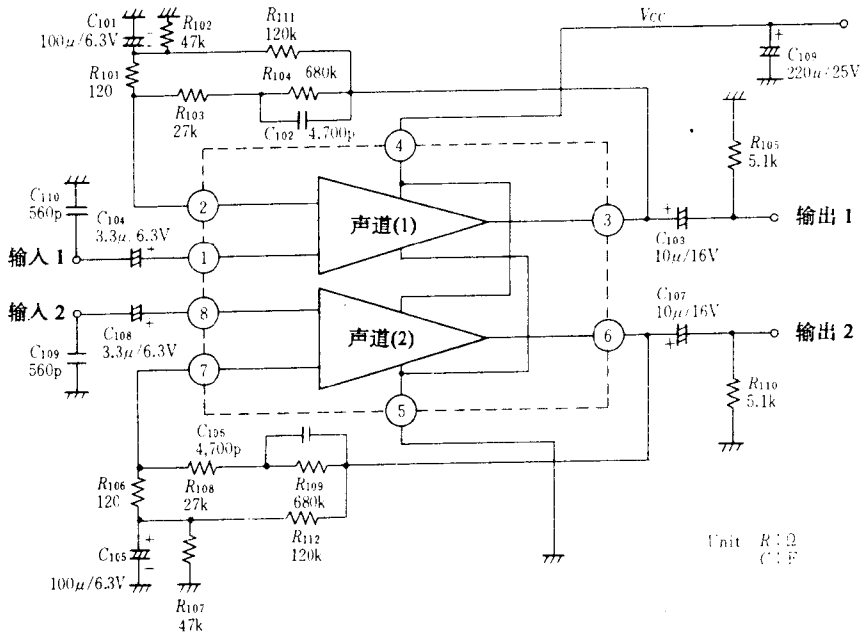 C101
100μ/6.3V
R102
47k
R111
120k
VCC
C109
220μ/25V
R101
120
R104
680k
R103
27k
C102
4,700p
R105
5.1k
C110
560p
C104
3.3μ/6.3V
4
2
声道(1)
3
C103
10μ/16V
输出 1
输入 1
1
输入 2
8
C108
3.3μ/6.3V
声道(2)
6
C107
10μ/16V
输出 2
C109
560p
7
R110
5.1k
5
C105
4,700p
R106
120
R108
27k
R109
680k
R112
120k
C105
100μ/6.3V
R107
47k
Unit R:Ω
C:F